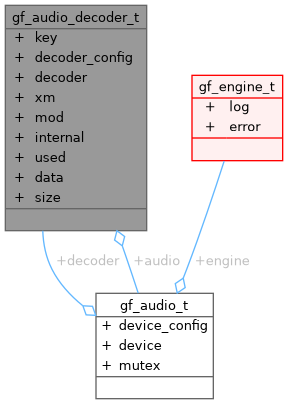 gf_audio_decoder_t
+ key
+ decoder_config
+ decoder
+ xm
+ mod
+ internal
+ used
+ data
+ size
gf_engine_t
+ log
+ error
+decoder
+audio
+engine
gf_audio_t
+ device_config
+ device
+ mutex